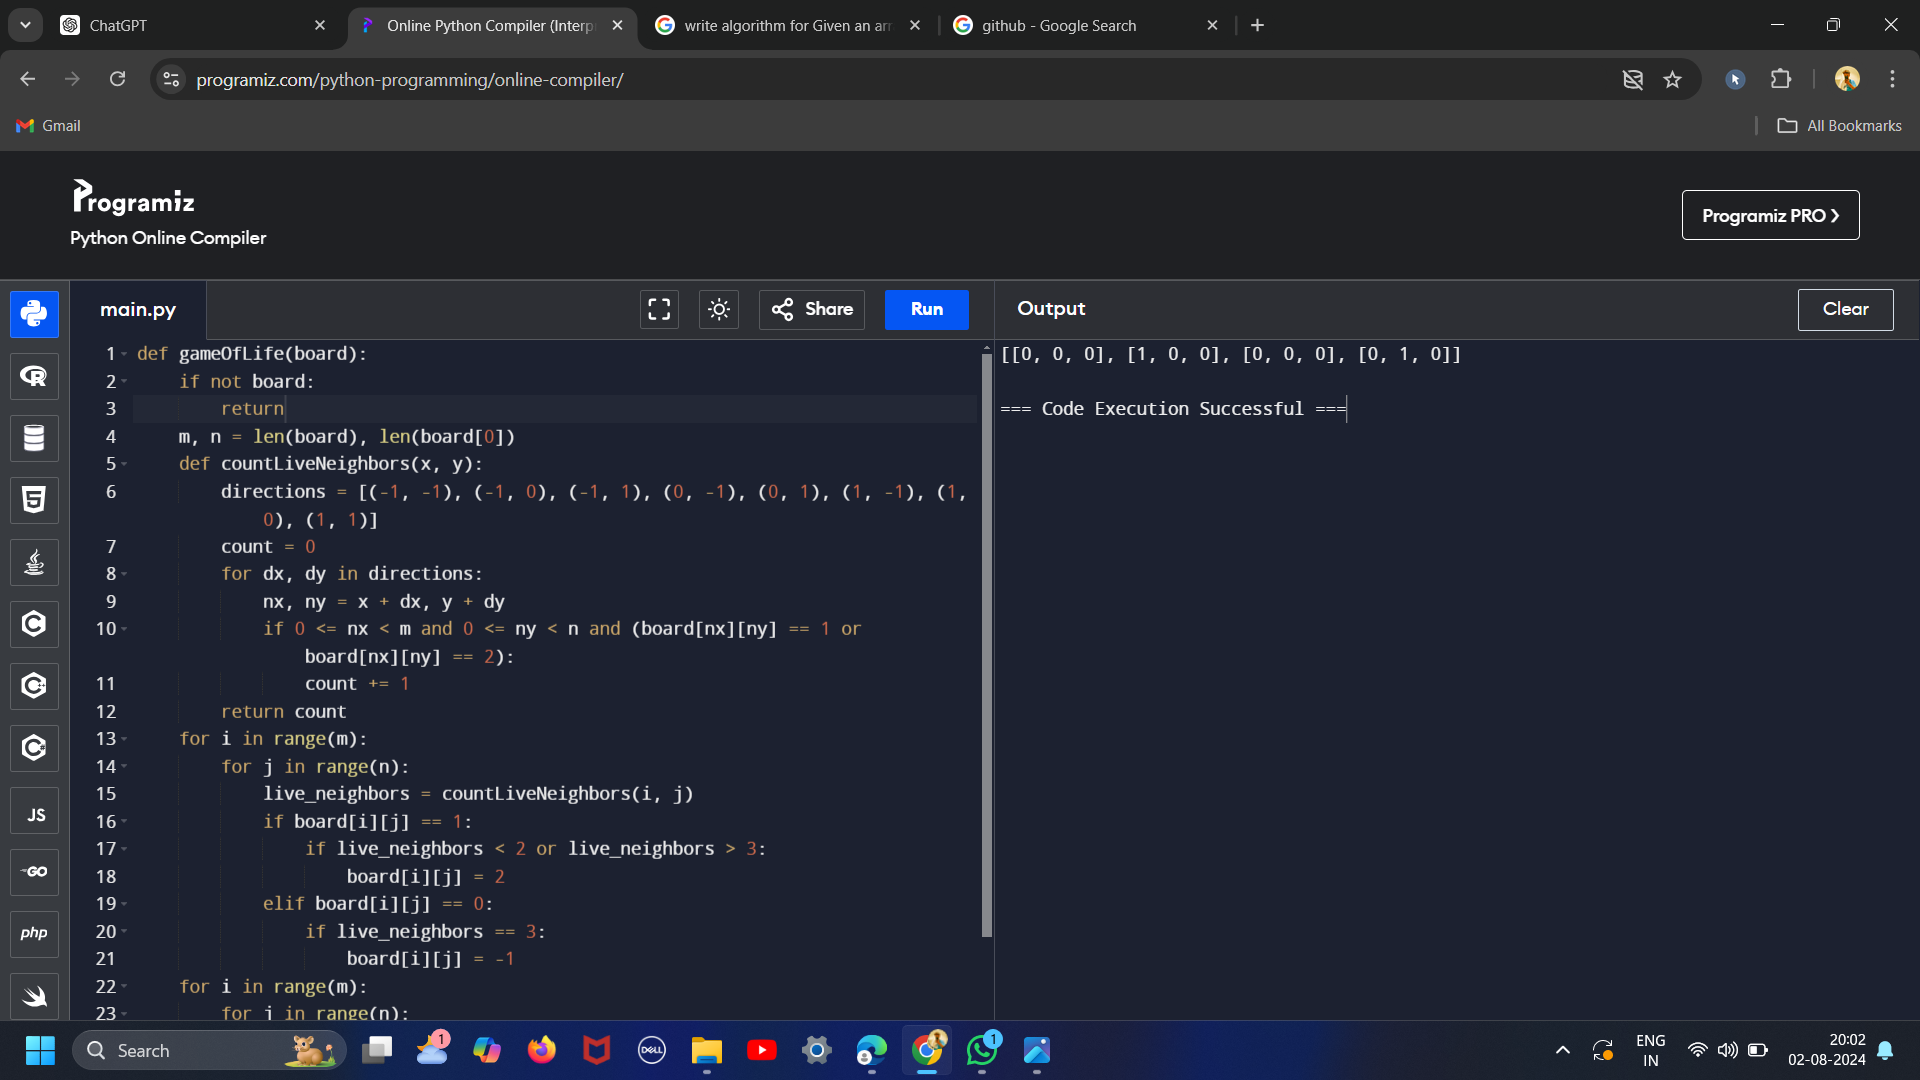 ChatGPT
Online Python Compiler (Interp
write algorithm for Given an arr
github - Google Search
programiz.com/python-programming/online-compiler/
Gmail
All Bookmarks
Programiz
Python Online Compiler
Programiz PRO ❯
main.py
Share
Run
Output
Clear
1 def gameOfLife(board):
2     if not board:
3         return
4     m, n = len(board), len(board[0])
5     def countLiveNeighbors(x, y):
6         directions = [(-1, -1), (-1, 0), (-1, 1), (0, -1), (0, 1), (1, -1), (1,
0), (1, 1)]
7         count = 0
8         for dx, dy in directions:
9             nx, ny = x + dx, y + dy
10             if 0 <= nx < m and 0 <= ny < n and (board[nx][ny] == 1 or
board[nx][ny] == 2):
11                 count += 1
12         return count
13     for i in range(m):
14         for j in range(n):
15             live_neighbors = countLiveNeighbors(i, j)
16             if board[i][j] == 1:
17                 if live_neighbors < 2 or live_neighbors > 3:
18                     board[i][j] = 2
19             elif board[i][j] == 0:
20                 if live_neighbors == 3:
21                     board[i][j] = -1
22     for i in range(m):
23         for j in range(n):
[[0, 0, 0], [1, 0, 0], [0, 0, 0], [0, 1, 0]]
=== Code Execution Successful ===
JS
GO
php
Search
1
DELL
1
ENG
IN
20:02
02-08-2024